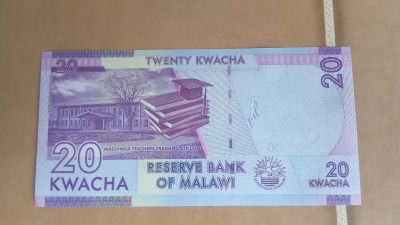 20
TWENTY KWACHA
20
MACHINGA TEACHERS TRAINING COLLEGE
20
KWACHA
RESERVE BANK
OF MALAWI
20
KWACHA